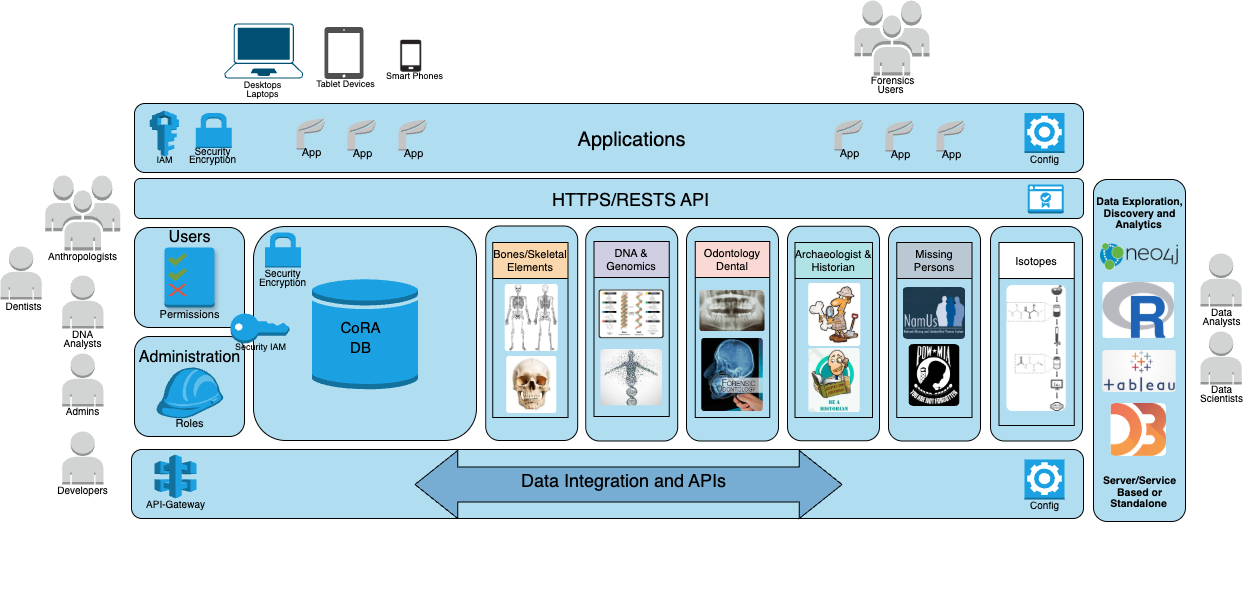 Desktops
Laptops
Tablet Devices
Smart Phones
Forensics
Users
IAM
Security
Encryption
App
App
App
Applications
App
App
App
Config
HTTPS/RESTS API
Anthropologists
Dentists
DNA
Analysts
Admins
Developers
Users
Permissions
Administration
Roles
Security
Encryption
Security IAM
CoRA
DB
Bones/Skeletal
Elements
DNA &
Genomics
Odontology
Dental
FORENSIC
ODONTOLOGY
Archaeologist &
Historian
BE A
HISTORIAN
Missing
Persons
NamUs
POW★MIA
YOU ARE NOT FORGOTTEN
Isotopes
Data Exploration,
Discovery and
Analytics
neo4j
R
+ableau
D3
Server/Service
Based or
Standalone
Data
Analysts
Data
Scientists
API-Gateway
Data Integration and APIs
Config